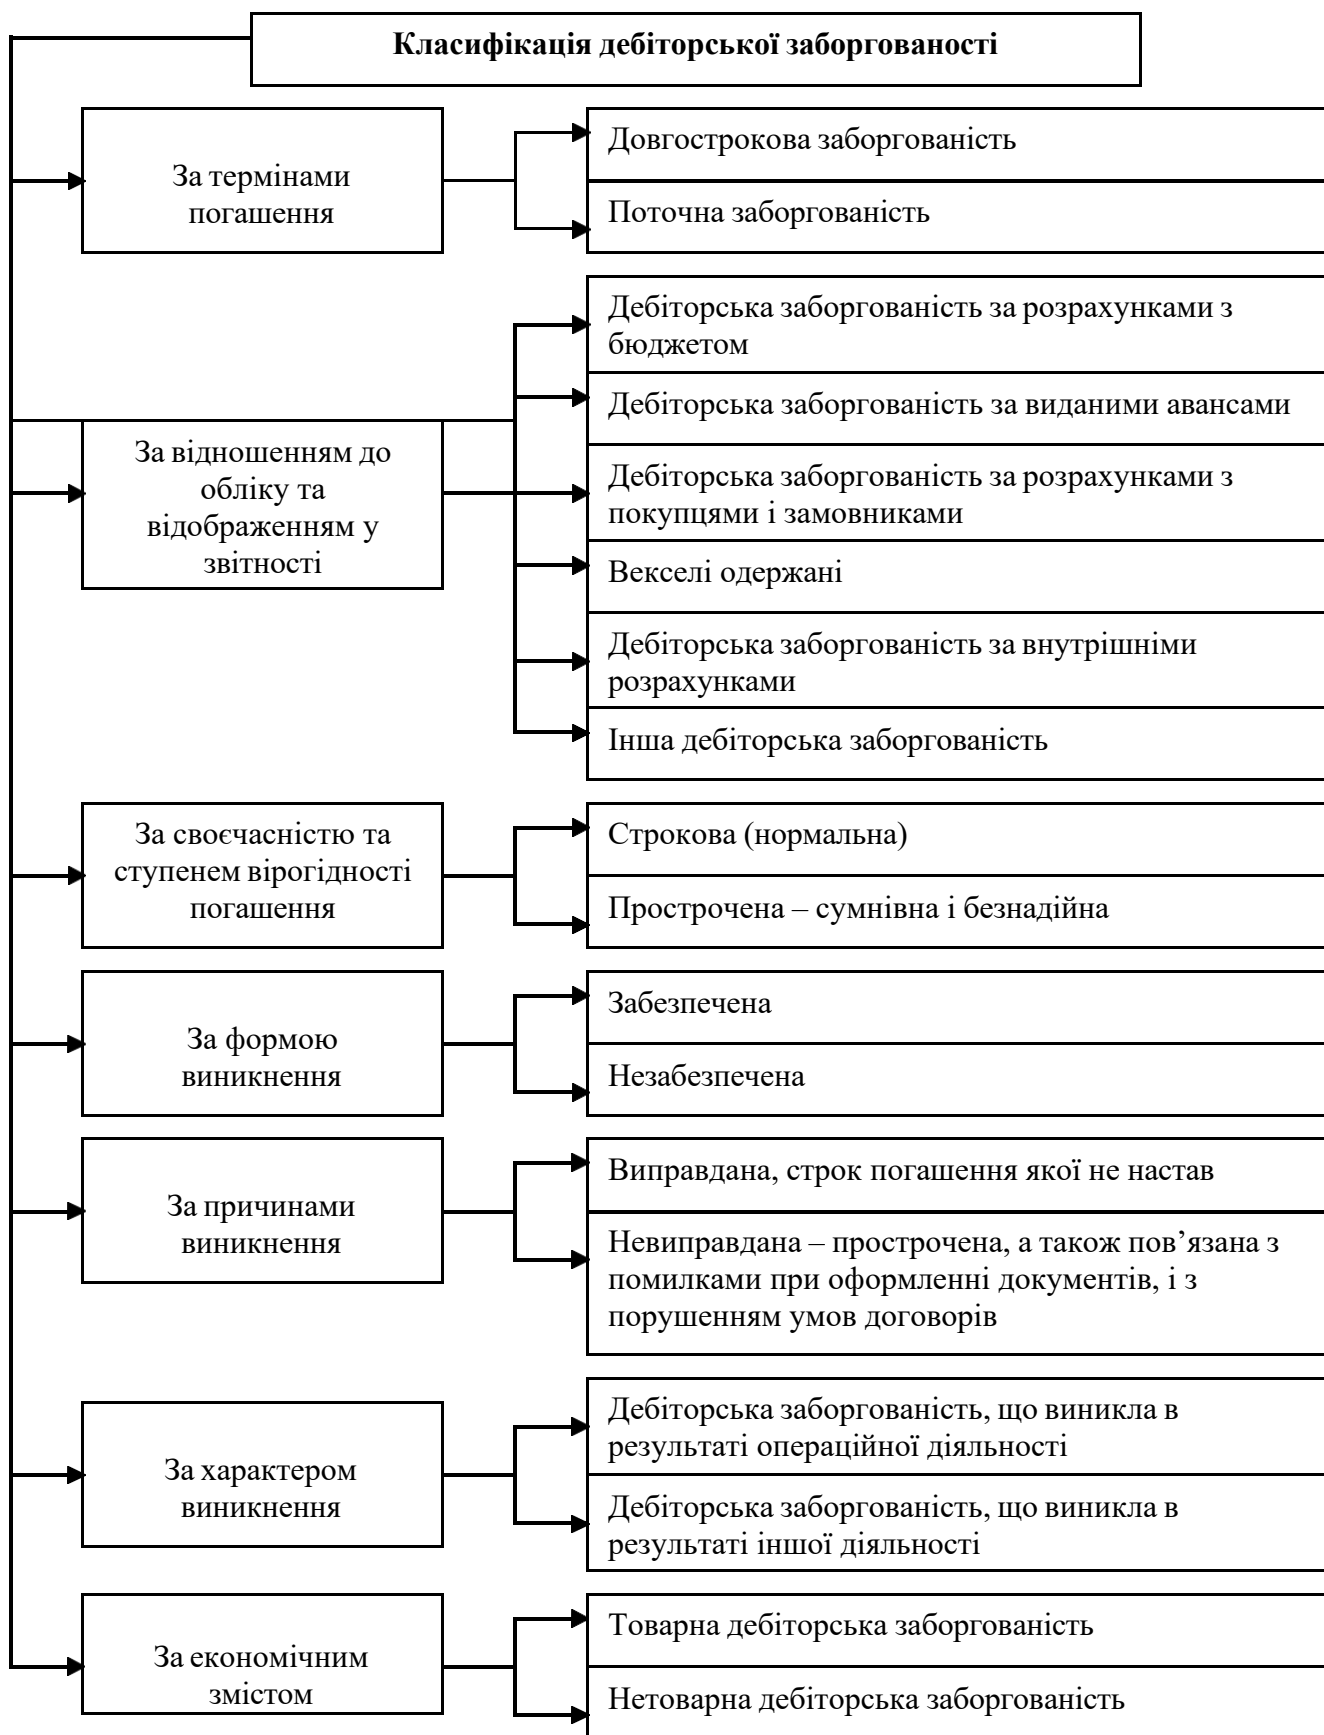 Класифікація дебіторської заборгованості
За термінами
погашення
Довгострокова заборгованість
Поточна заборгованість
За відношенням до
обліку та
відображенням у
звітності
Дебіторська заборгованість за розрахунками з
бюджетом
Дебіторська заборгованість за виданими авансами
Дебіторська заборгованість за розрахунками з
покупцями і замовниками
Векселі одержані
Дебіторська заборгованість за внутрішніми
розрахунками
Інша дебіторська заборгованість
За своєчасністю та
ступенем вірогідності
погашення
Строкова (нормальна)
Прострочена – сумнівна і безнадійна
За формою
виникнення
Забезпечена
Незабезпечена
За причинами
виникнення
Виправдана, строк погашення якої не настав
Невиправдана – прострочена, а також пов’язана з
помилками при оформленні документів, і з
порушенням умов договорів
За характером
виникнення
Дебіторська заборгованість, що виникла в
результаті операційної діяльності
Дебіторська заборгованість, що виникла в
результаті іншої діяльності
За економічним
змістом
Товарна дебіторська заборгованість
Нетоварна дебіторська заборгованість